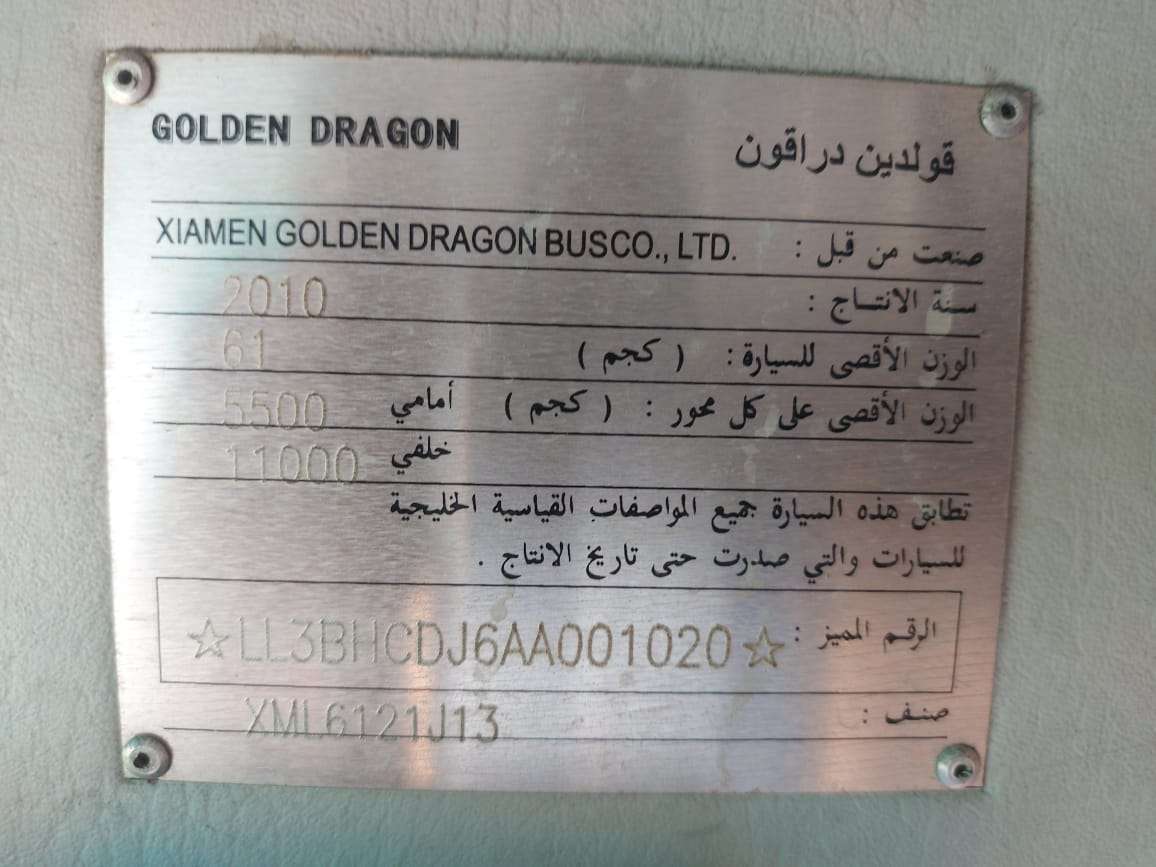 GOLDEN DRAGON قولدين دراقون
صنعت من قبل : XIAMEN GOLDEN DRAGON BUSCO., LTD.
سنة الانتاج : 2010
الوزن الأقصى للسيارة : ( كجم ) 61
الوزن الأقصى على كل محور : ( كجم ) أمامي 5500
خلفي 11000
تطابق هذه السيارة جميع المواصفات القياسية الخليجية
للسيارات والتي صدرت حتى تاريخ الانتاج .
الرقم المميز : ☆LL3BHCDJ6AA001020☆
صنف : XML6121J13